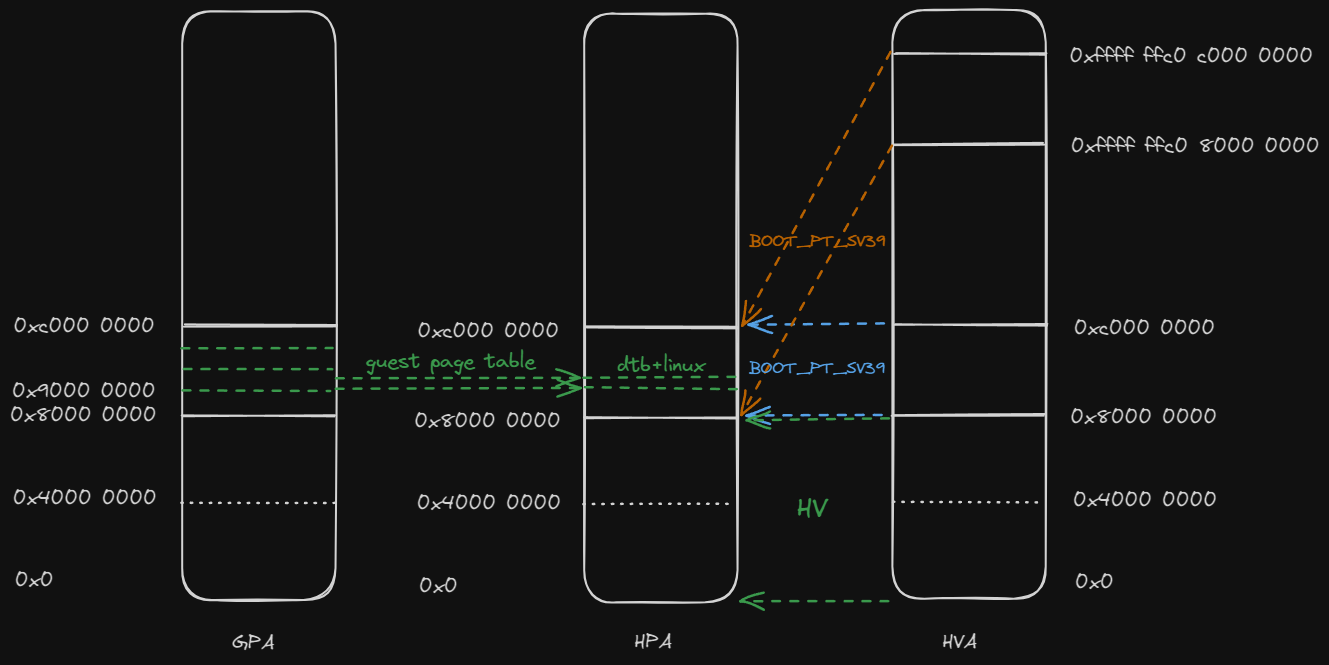 0xffff ffc0 c000 0000
0xffff ffc0 8000 0000
BOOT_PT_SV39
0xc000 0000
0xc000 0000
0xc000 0000
guest page table
dtb+linux
BOOT_PT_SV39
0x9000 0000
0x8000 0000
0x8000 0000
0x8000 0000
0x4000 0000
0x4000 0000
HV
0x4000 0000
0x0
0x0
0x0
GPA
HPA
HVA